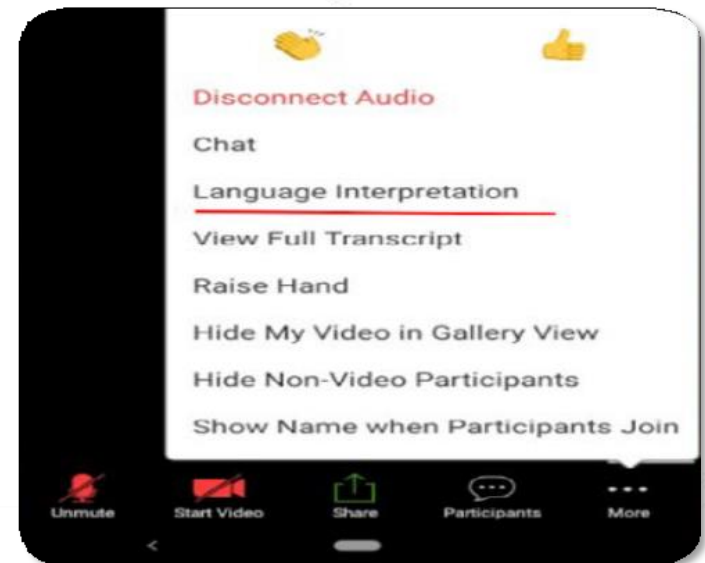 Disconnect Audio
Chat
Language Interpretation
View Full Transcript
Raise Hand
Hide My Video in Gallery View
Hide Non-Video Participants
Show Name when Participants Join
Unmute Start Video Share Participants More